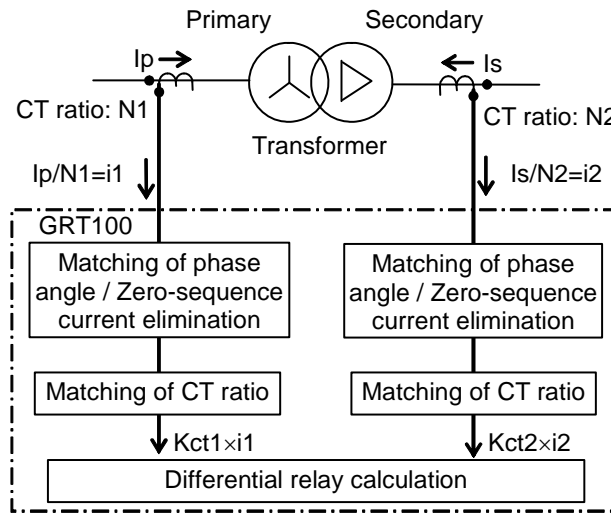 Primary
Secondary
Ip
Is
CT ratio: N1
CT ratio: N2
Transformer
Ip/N1=i1
Is/N2=i2
GRT100
Matching of phase
angle / Zero-sequence
current elimination
Matching of phase
angle / Zero-sequence
current elimination
Matching of CT ratio
Matching of CT ratio
Kct1×i1
Kct2×i2
Differential relay calculation